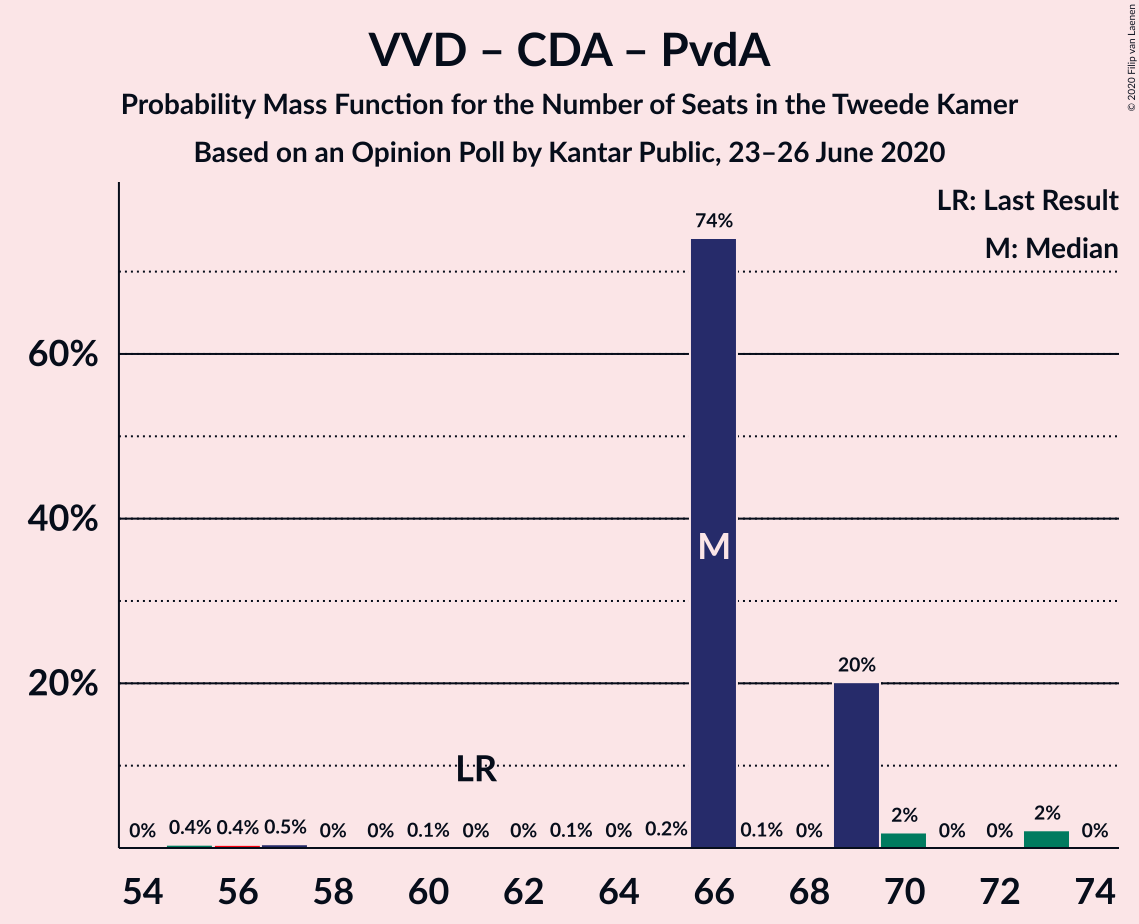 VVD – CDA – PvdA
Probability Mass Function for the Number of Seats in the Tweede Kamer
Based on an Opinion Poll by Kantar Public, 23–26 June 2020
© 2020 Filip van Laenen
LR: Last Result
M: Median
74%
60%
40%
M
20%
20%
LR
0% 0.4% 0.4% 0.5% 0% 0% 0.1% 0% 0% 0.1% 0% 0.2% 0.1% 0% 2% 0% 0% 2% 0%
54 56 58 60 62 64 66 68 70 72 74